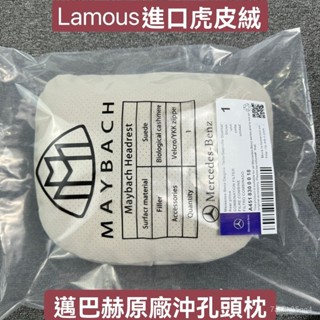 Lamous進口虎皮絨
MAYBACH
Maybach Headrest
Surfacr material
Suede
Filler
Biological cashmere
Accessories
Velcro/YKK zipper
Quantity
1
Mercedes-Benz
1
邁巴赫原廠沖孔頭枕